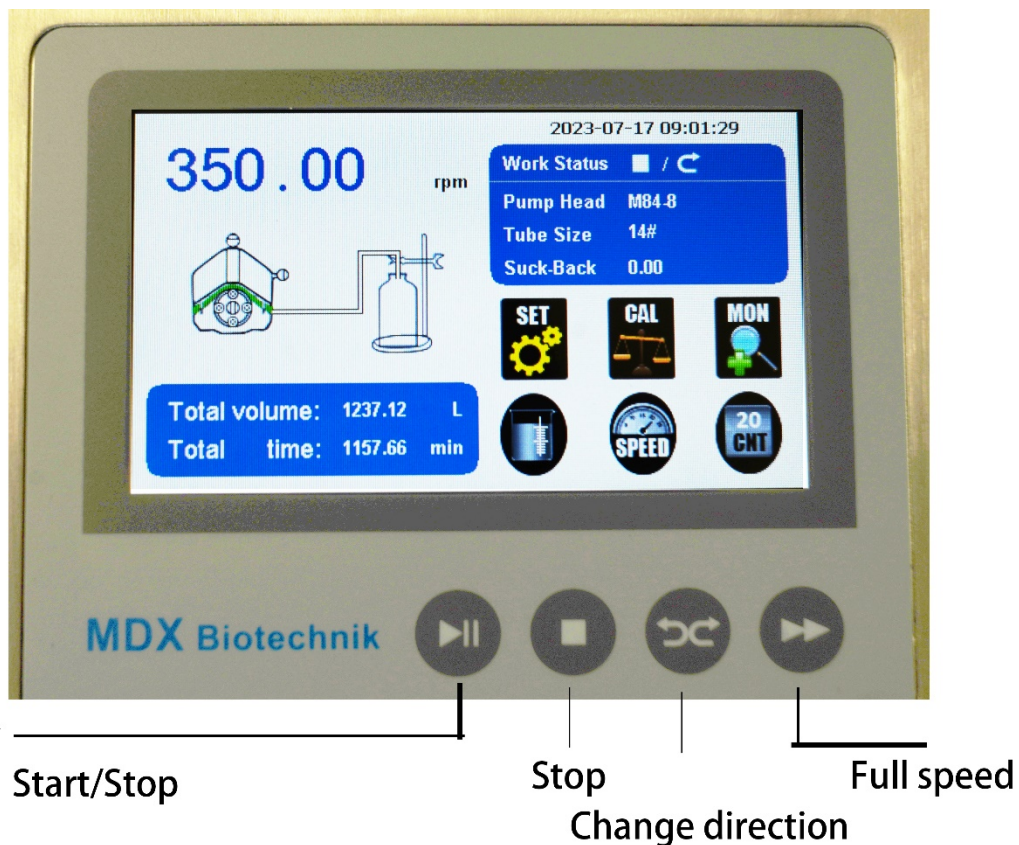 2023-07-17 09:01:29
350.00 rpm
Work Status
Pump Head M84-8
Tube Size 14#
Suck-Back 0.00
SET CAL MON
Total volume: 1237.12 L
Total time: 1157.66 min
SPEED
20
CNT
MDX Biotechnik
Start/Stop
Stop
Full speed
Change direction